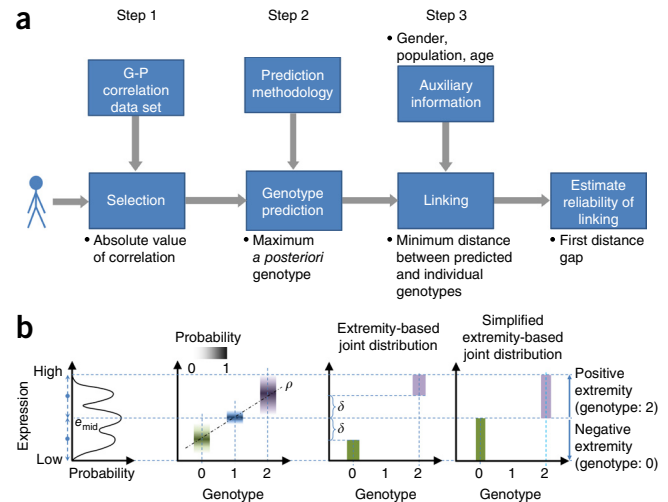 a
Step 1
Step 2
Step 3
• Gender,
population, age
G-P
correlation
data set
Prediction
methodology
Auxiliary
information
Selection
Genotype
prediction
Linking
Estimate
reliability of
linking
• Absolute value
of correlation
• Maximum
a posteriori
genotype
• Minimum distance
between predicted
and individual
genotypes
• First distance
gap
b
Expression
High
Low
e mid
Probability
Probability
0
1
ρ
0
1
2
Genotype
Extremity-based
joint distribution
δ
δ
0
1
2
Genotype
Simplified
extremity-based
joint distribution
0
1
2
Genotype
Positive
extremity
(genotype: 2)
Negative
extremity
(genotype: 0)